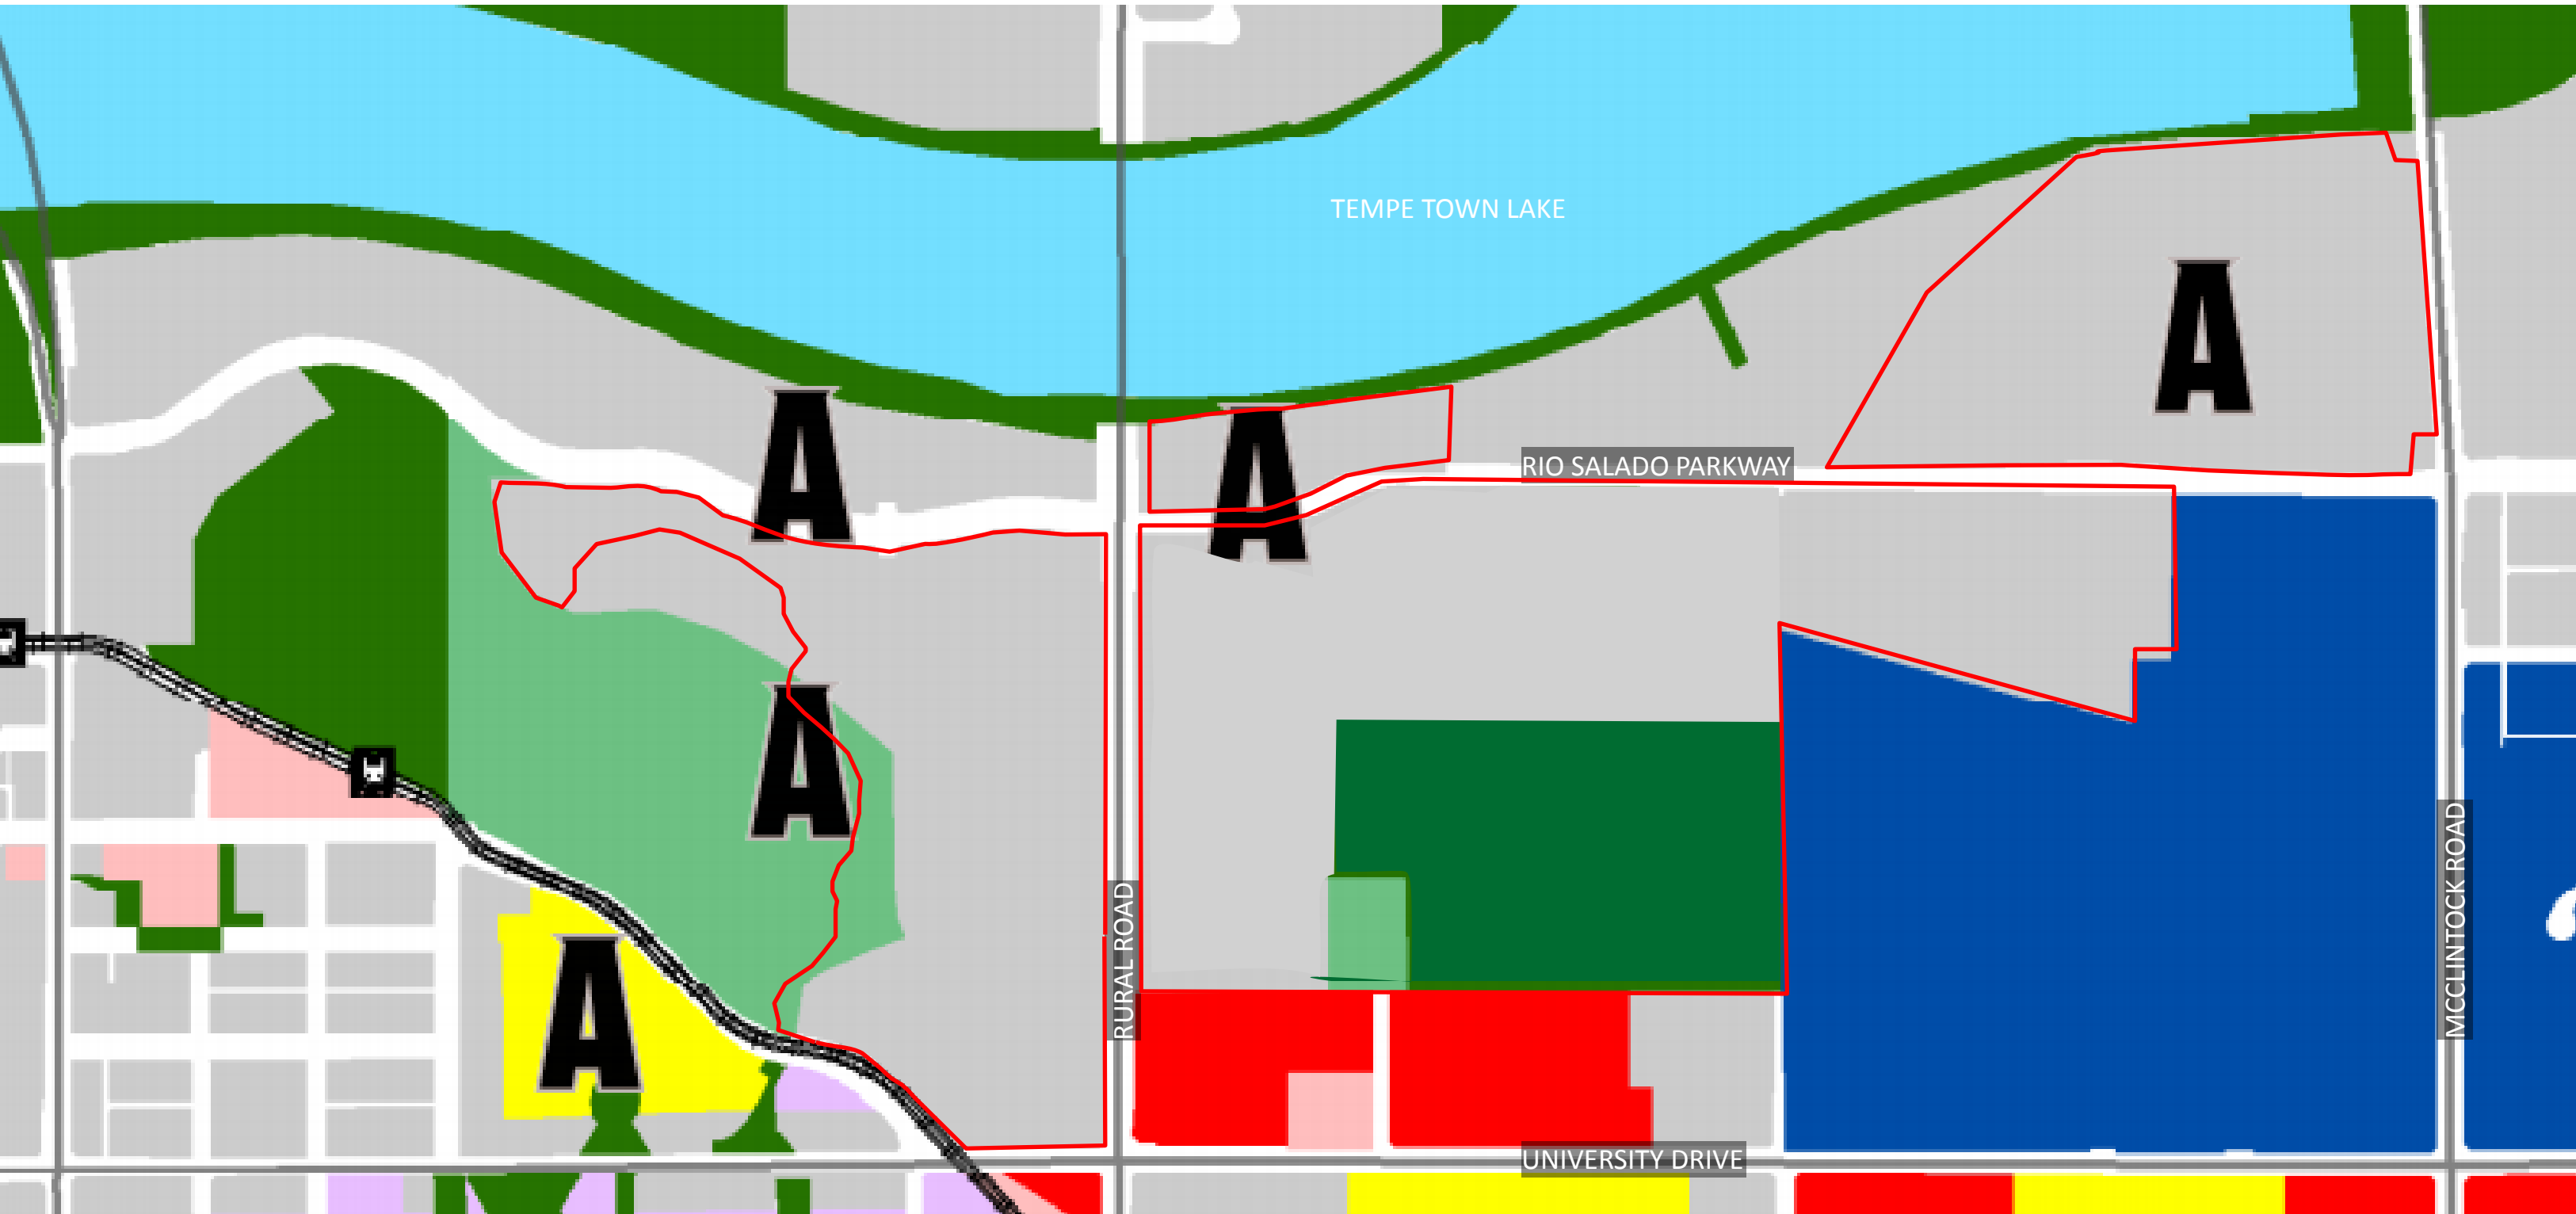 TEMPE TOWN LAKE
A
A
A
RIO SALADO PARKWAY
A
A
RURAL ROAD
MCCLINTOCK ROAD
UNIVERSITY DRIVE